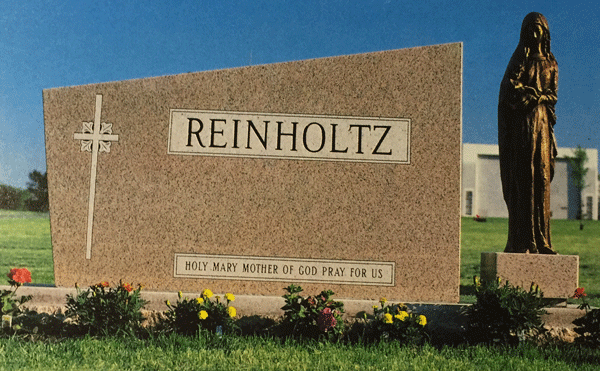 REINHOLTZ
HOLY MARY MOTHER OF GOD PRAY FOR US